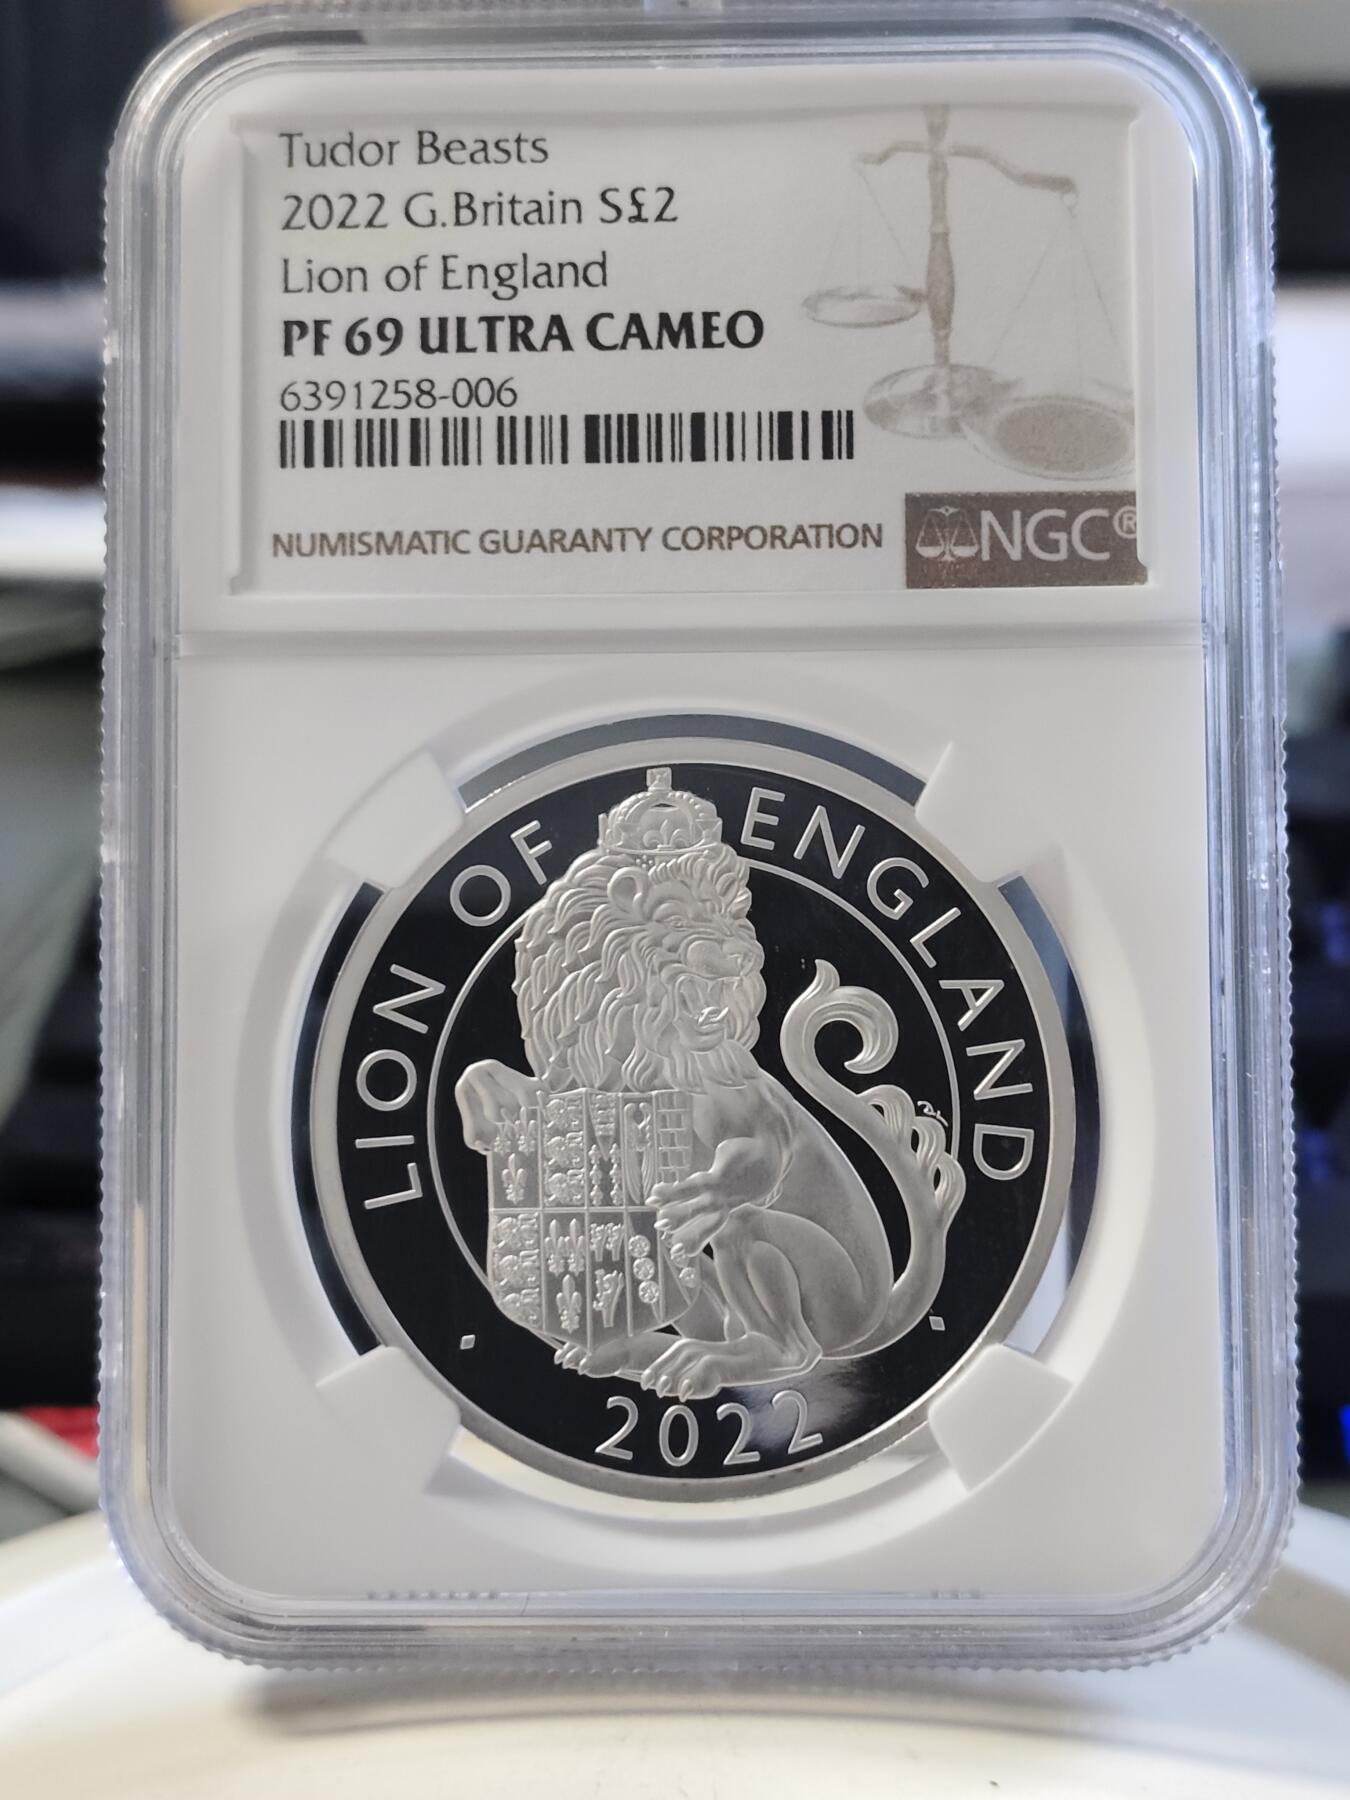 Tudor Beasts
2022 G.Britain S£2
Lion of England
PF 69 ULTRA CAMEO
6391258-006
NUMISMATIC GUARANTY CORPORATION
NGC®
LION OF ENGLAND
2022